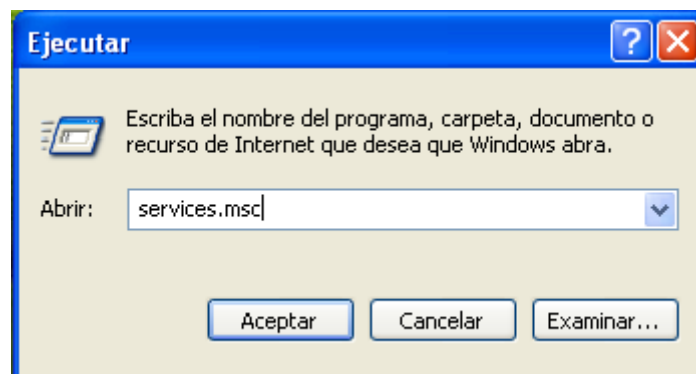 Ejecutar
Escriba el nombre del programa, carpeta, documento o
recurso de Internet que desea que Windows abra.
Abrir: services.msc
Aceptar Cancelar Examinar...